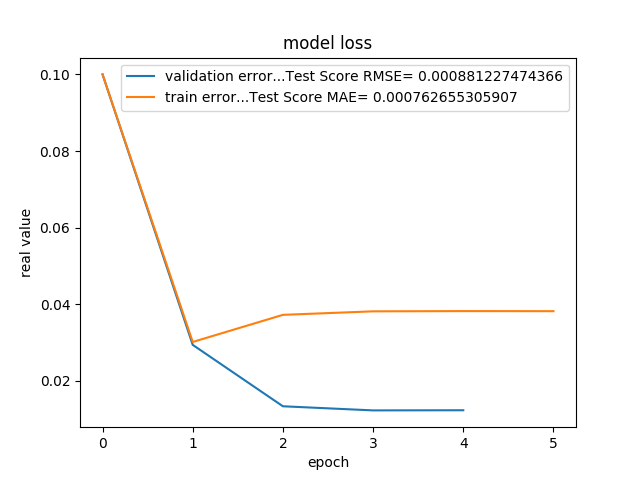 model loss
validation error...Test Score RMSE= 0.000881227474366
train error...Test Score MAE= 0.000762655305907
0.10
0.08
0.06
0.04
0.02
real value
0 1 2 3 4 5
epoch